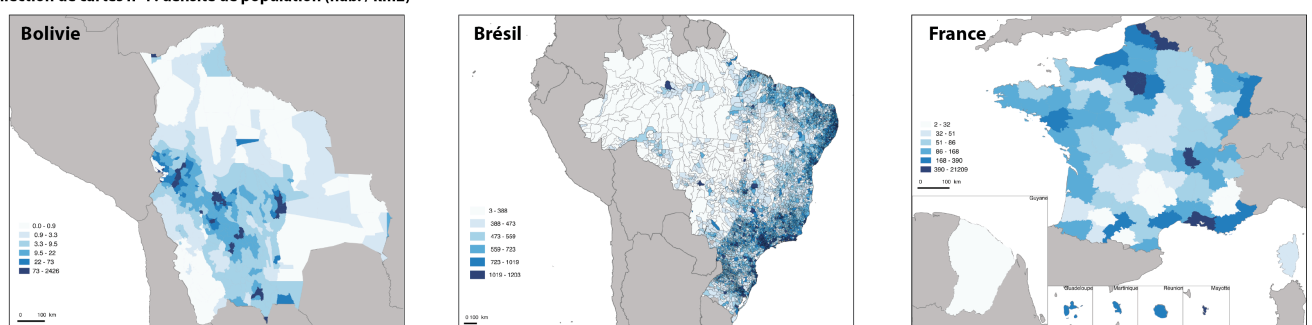 Bolivie
0.0 - 0.9
0.9 - 3.3
3.3 - 9.5
9.5 - 22
22 - 73
73 - 2426
0 100 km
Brésil
3 - 388
388 - 473
473 - 559
559 - 723
723 - 1019
1019 - 1203
0 100 km
France
2 - 32
32 - 51
51 - 86
86 - 168
168 - 390
390 - 21209
0 100 km
Guyane
Guadeloupe
Martinique
Réunion
Mayotte